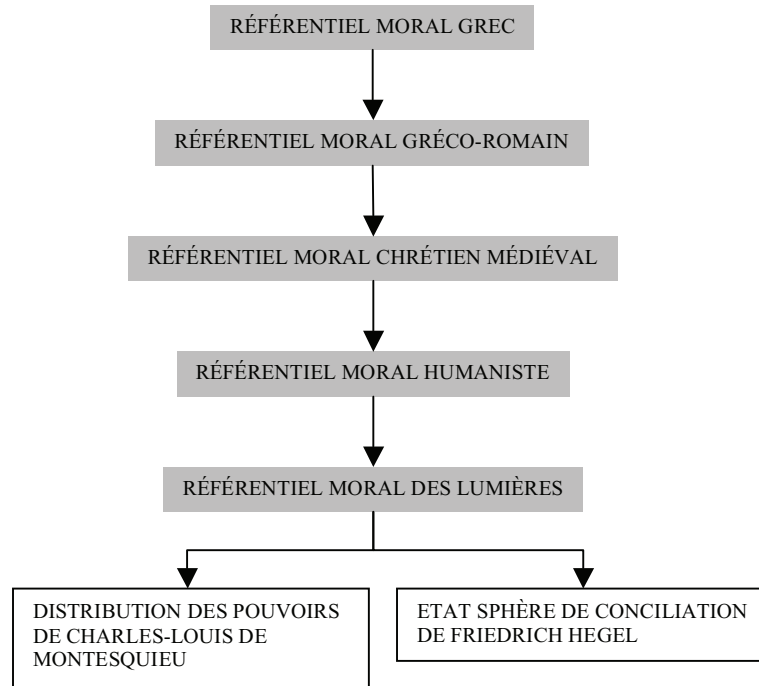 RÉFÉRENTIEL MORAL GREC
RÉFÉRENTIEL MORAL GRÉCO-ROMAIN
RÉFÉRENTIEL MORAL CHRÉTIEN MÉDIÉVAL
RÉFÉRENTIEL MORAL HUMANISTE
RÉFÉRENTIEL MORAL DES LUMIÈRES
DISTRIBUTION DES POUVOIRS
DE CHARLES-LOUIS DE
MONTESQUIEU
ETAT SPHÈRE DE CONCILIATION
DE FRIEDRICH HEGEL